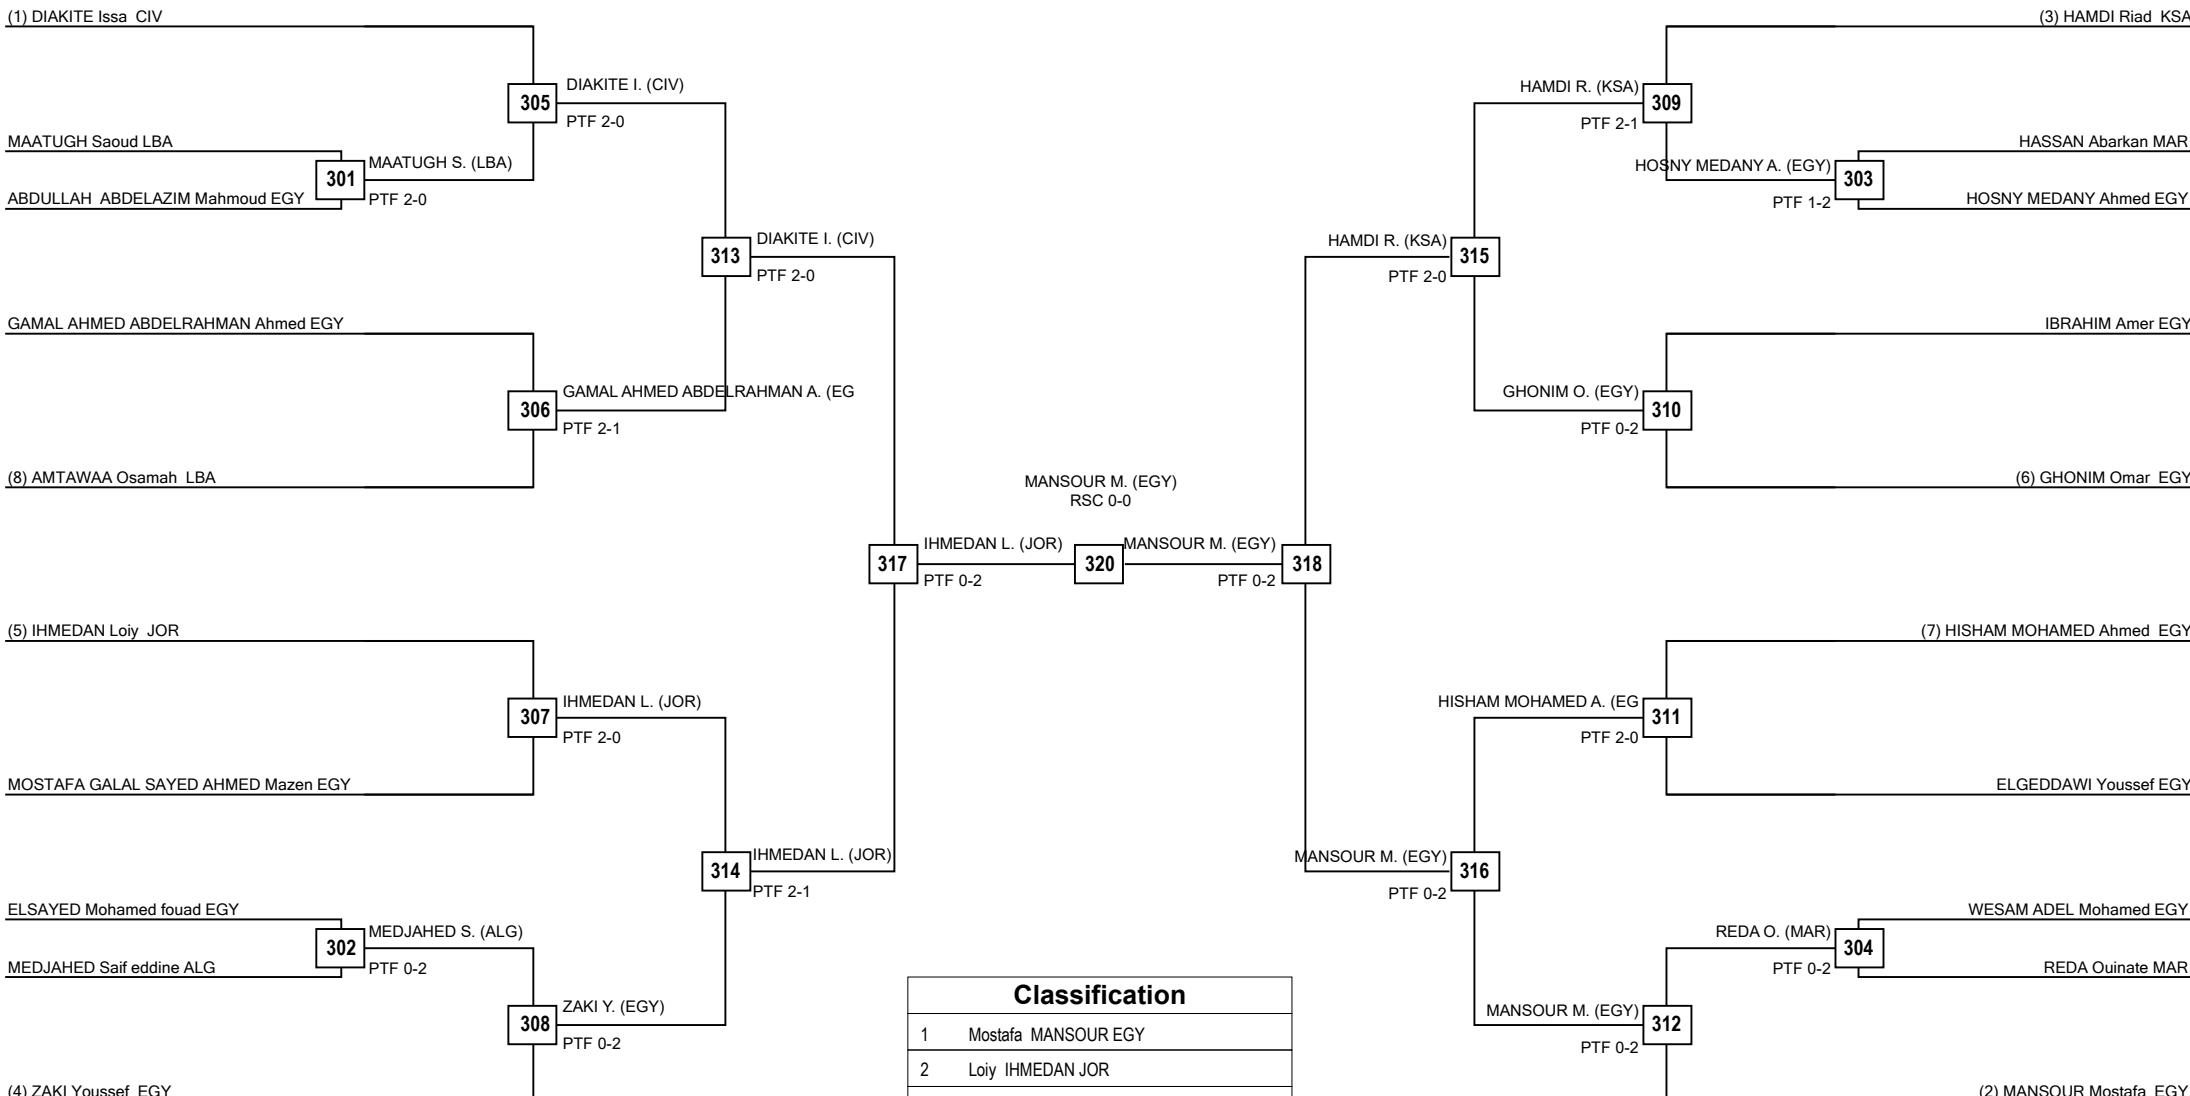 (1) DIAKITE Issa  CIV
(3) HAMDI Riad  KSA
DIAKITE I. (CIV)
305
PTF 2-0
HAMDI R. (KSA)
309
PTF 2-1
MAATUGH Saoud LBA
301
MAATUGH S. (LBA)
PTF 2-0
ABDULLAH  ABDELAZIM Mahmoud EGY
HASSAN Abarkan MAR
HOSNY MEDANY A. (EGY)
303
PTF 1-2
HOSNY MEDANY Ahmed EGY
313
DIAKITE I. (CIV)
PTF 2-0
HAMDI R. (KSA)
315
PTF 2-0
GAMAL AHMED ABDELRAHMAN Ahmed EGY
IBRAHIM Amer EGY
306
GAMAL AHMED ABDELRAHMAN A. (EG
PTF 2-1
GHONIM O. (EGY)
310
PTF 0-2
(8) AMTAWAA Osamah  LBA
(6) GHONIM Omar  EGY
MANSOUR M. (EGY)
RSC 0-0
317
IHMEDAN L. (JOR)
PTF 0-2
320
MANSOUR M. (EGY)
PTF 0-2
318
(5) IHMEDAN Loiy  JOR
(7) HISHAM MOHAMED Ahmed  EGY
307
IHMEDAN L. (JOR)
PTF 2-0
HISHAM MOHAMED A. (EG
311
PTF 2-0
MOSTAFA GALAL SAYED AHMED Mazen EGY
ELGEDDAWI Youssef EGY
314
IHMEDAN L. (JOR)
PTF 2-1
MANSOUR M. (EGY)
316
PTF 0-2
ELSAYED Mohamed fouad EGY
302
MEDJAHED S. (ALG)
PTF 0-2
MEDJAHED Saif eddine ALG
WESAM ADEL Mohamed EGY
REDA O. (MAR)
304
PTF 0-2
REDA Ouinate MAR
308
ZAKI Y. (EGY)
PTF 0-2
MANSOUR M. (EGY)
312
PTF 0-2
(4) ZAKI Youssef  EGY
(2) MANSOUR Mostafa  EGY
Classification
1 Mostafa  MANSOUR EGY
2 Loiy  IHMEDAN JOR